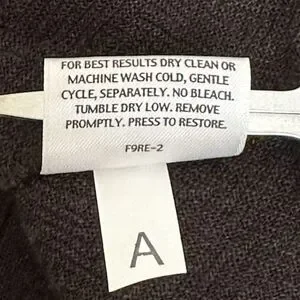 FOR BEST RESULTS DRY CLEAN OR
MACHINE WASH COLD, GENTLE
CYCLE, SEPARATELY. NO BLEACH.
TUMBLE DRY LOW. REMOVE
PROMPTLY. PRESS TO RESTORE.
F9RE-2
A